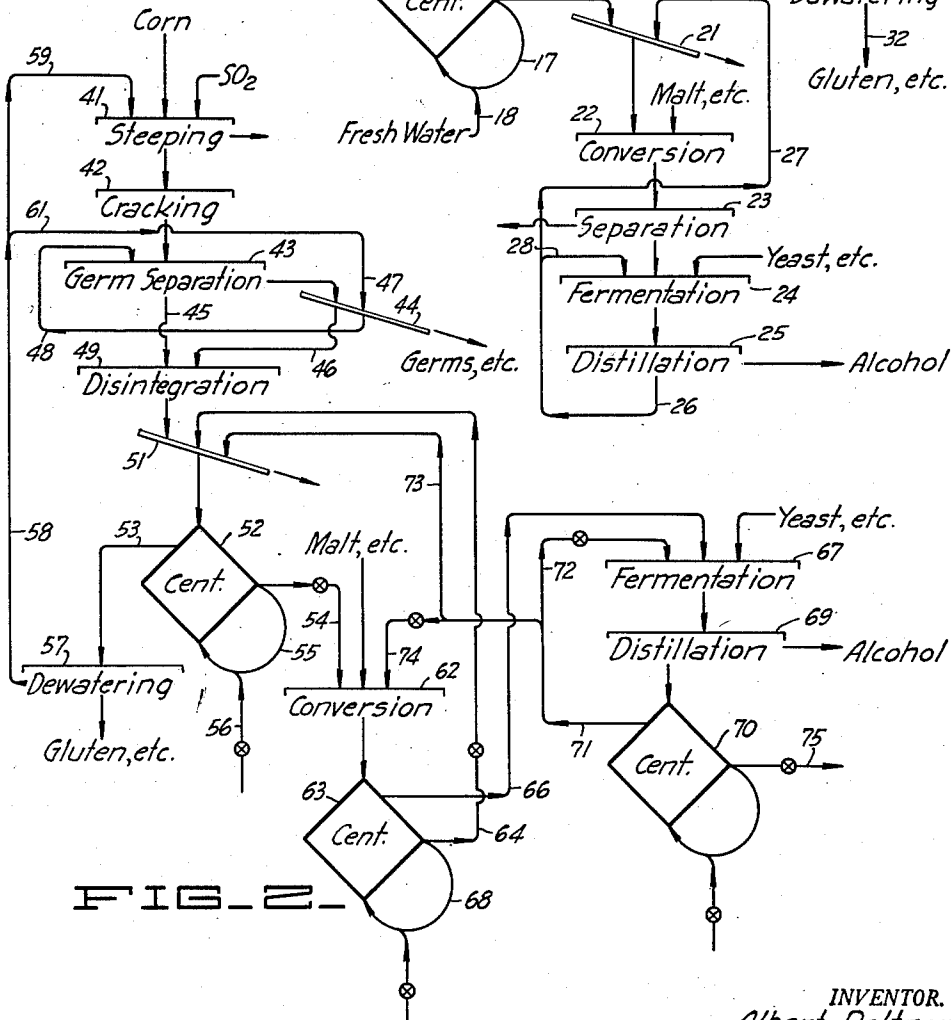 Cent.
17
18
Fresh Water
21
Malt, etc.
22
Conversion
27
23
Separation
28
Yeast, etc.
Fermentation
24
25
Distillation
Alcohol
26
32
Gluten, etc.
Corn
59
SO2
41
Steeping
42
Cracking
61
43
Germ Separation
47
44
45
48
46
Germs, etc.
49
Disintegration
51
73
58
53
52
Cent.
Malt, etc.
54
55
74
57
Dewatering
62
Conversion
56
Gluten, etc.
63
Cent.
66
64
68
Yeast, etc.
67
72
Fermentation
69
Distillation
Alcohol
71
70
Cent.
75
FIG_2_
INVENTOR.